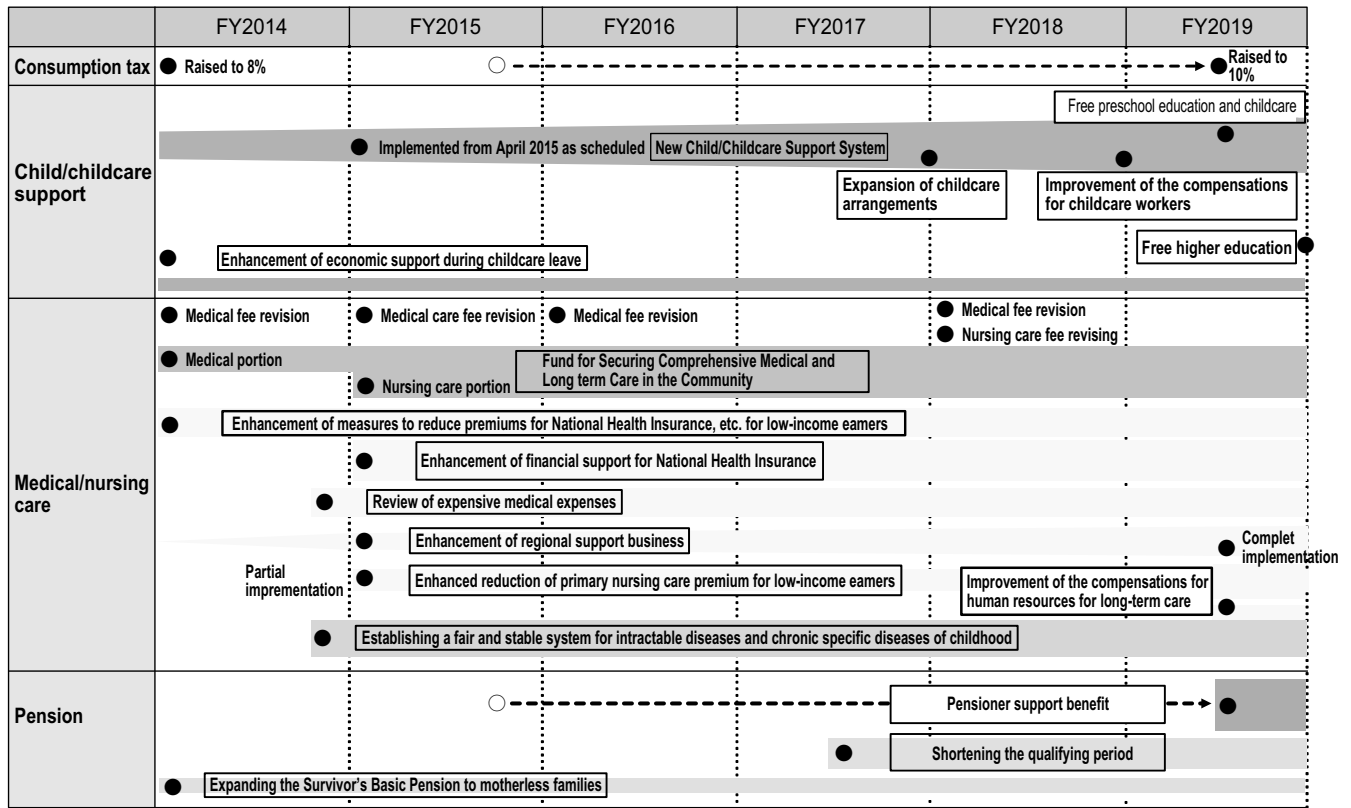 FY2014
FY2015
FY2016
FY2017
FY2018
FY2019
Consumption tax
Raised to 8%
Raised to
10%
Child/childcare
support
Free preschool education and childcare
Implemented from April 2015 as scheduled
New Child/Childcare Support System
Expansion of childcare
arrangements
Improvement of the compensations
for childcare workers
Enhancement of economic support during childcare leave
Free higher education
Medical/nursing
care
Medical fee revision
Medical care fee revision
Medical fee revision
Medical fee revision
Nursing care fee revising
Medical portion
Nursing care portion
Fund for Securing Comprehensive Medical and
Long term Care in the Community
Enhancement of measures to reduce premiums for National Health Insurance, etc. for low-income eamers
Enhancement of financial support for National Health Insurance
Review of expensive medical expenses
Enhancement of regional support business
Complet
implementation
Partial
imprementation
Enhanced reduction of primary nursing care premium for low-income eamers
Improvement of the compensations for
human resources for long-term care
Establishing a fair and stable system for intractable diseases and chronic specific diseases of childhood
Pension
Pensioner support benefit
Shortening the qualifying period
Expanding the Survivor's Basic Pension to motherless families